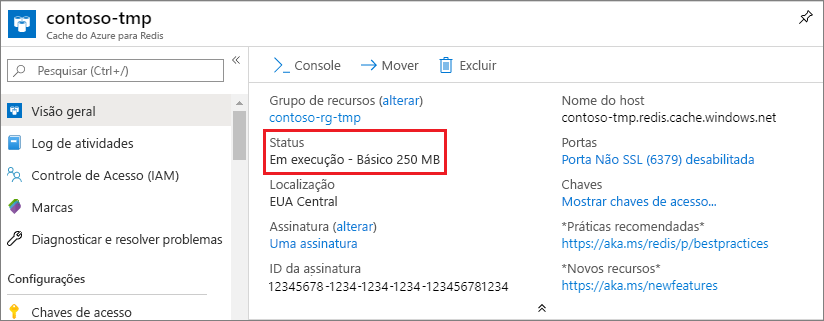 contoso-tmp
Cache do Azure para Redis
Pesquisar (Ctrl+/)
Visão geral
Log de atividades
Controle de Acesso (IAM)
Marcas
Diagnosticar e resolver problemas
Configurações
Chaves de acesso
Console
Mover
Excluir
Grupo de recursos (alterar)
contoso-rg-tmp
Status
Em execução - Básico 250 MB
Localização
EUA Central
Assinatura (alterar)
Uma assinatura
ID da assinatura
12345678-1234-1234-1234-123456781234
Nome do host
contoso-tmp.redis.cache.windows.net
Portas
Porta Não SSL (6379) desabilitada
Chaves
Mostrar chaves de acesso...
*Práticas recomendadas*
https://aka.ms/redis/p/bestpractices
*Novos recursos*
https://aka.ms/newfeatures